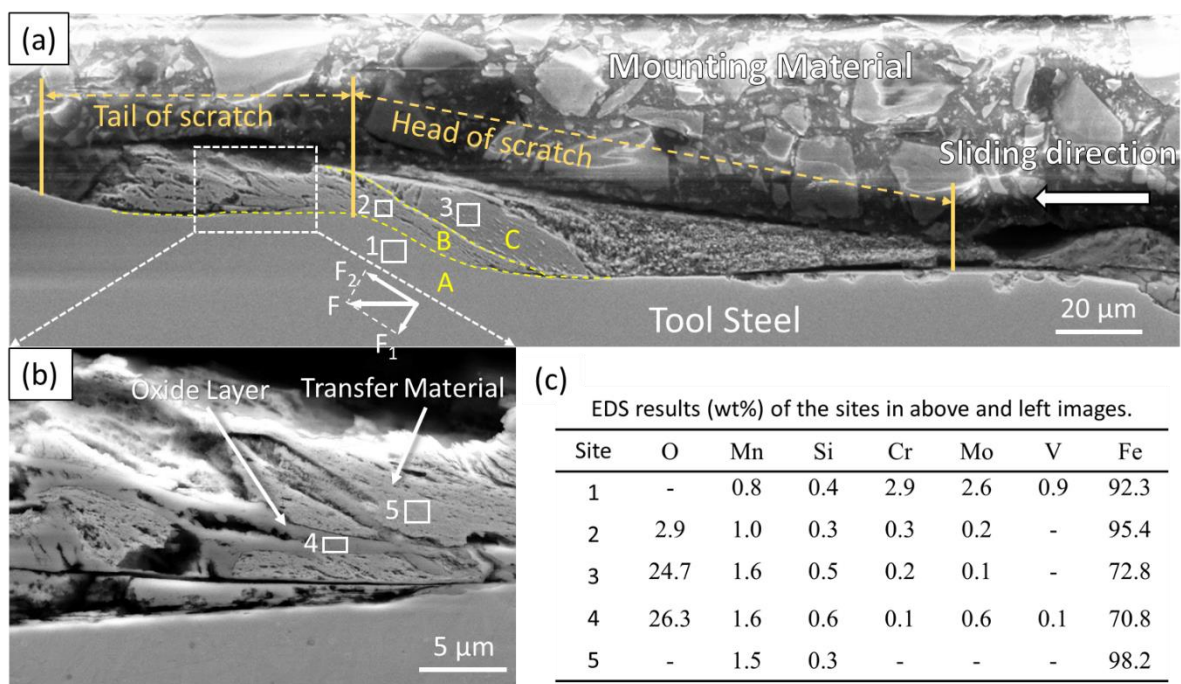 (a)
Mounting Material
Tail of scratch
Head of scratch
Sliding direction
2
3
1
B
C
A
F2
F
F1
Tool Steel
20 µm
(b)
Oxide Layer
Transfer Material
5
4
5 µm
(c)
EDS results (wt%) of the sites in above and left images.
Site O Mn Si Cr Mo V Fe
1 - 0.8 0.4 2.9 2.6 0.9 92.3
2 2.9 1.0 0.3 0.3 0.2 - 95.4
3 24.7 1.6 0.5 0.2 0.1 - 72.8
4 26.3 1.6 0.6 0.1 0.6 0.1 70.8
5 - 1.5 0.3 - - - 98.2